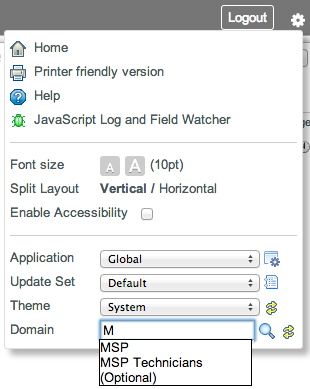 Logout
Home
Printer friendly version
Help
JavaScript Log and Field Watcher
Font size A A (10pt)
Split Layout Vertical / Horizontal
Enable Accessibility
Application Global
Update Set Default
Theme System
Domain M
MSP
MSP Technicians
(Optional)